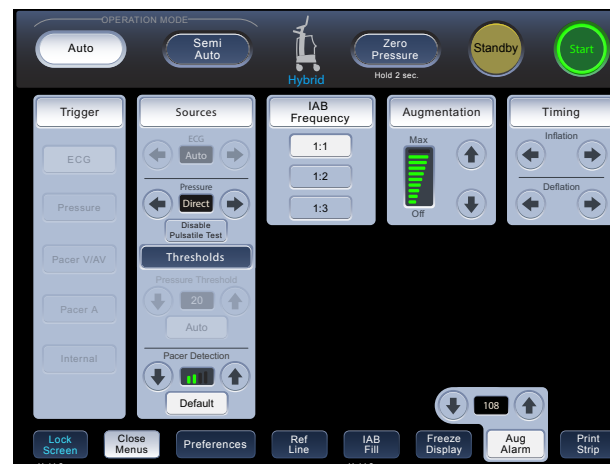 OPERATION MODE
Auto
Semi
Auto
Hybrid
Zero
Pressure
Hold 2 sec.
Standby
Start
Trigger
ECG
Pressure
Pacer V/AV
Pacer A
Internal
Sources
ECG
Auto
Pressure
Direct
Disable
Pulsatile Test
Thresholds
Pressure Threshold
20
Auto
Pacer Detection
Default
IAB
Frequency
1:1
1:2
1:3
Augmentation
Max
Off
Timing
Inflation
Deflation
108
Lock
Screen
Close
Menus
Preferences
Ref
Line
IAB
Fill
Freeze
Display
Aug
Alarm
Print
Strip